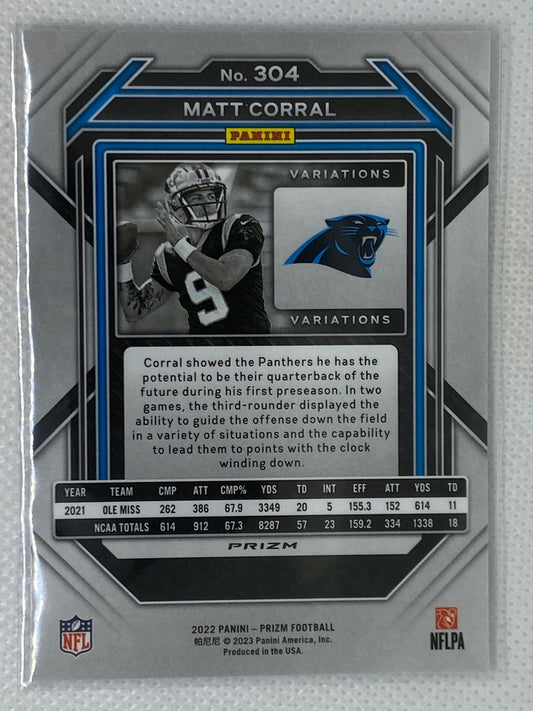 No. 304
MATT CORRAL
PANINI
VARIATIONS
9
VARIATIONS
Corral showed the Panthers he has the
potential to be their quarterback of the
future during his first preseason. In two
games, the third-rounder displayed the
ability to guide the offense down the field
in a variety of situations and the capability
to lead them to points with the clock
winding down.
YEAR TEAM CMP ATT CMP% YDS TD INT EFF ATT YDS TD
2021 OLE MISS 262 386 67.9 3349 20 5 155.3 152 614 11
NCAA TOTALS 614 912 67.3 8287 57 23 159.2 334 1338 18
PRIZM
2022 PANINI – PRIZM FOOTBALL
帕尼尼 © 2023 Panini America, Inc.
Produced in the USA.
NFL
NFLPA